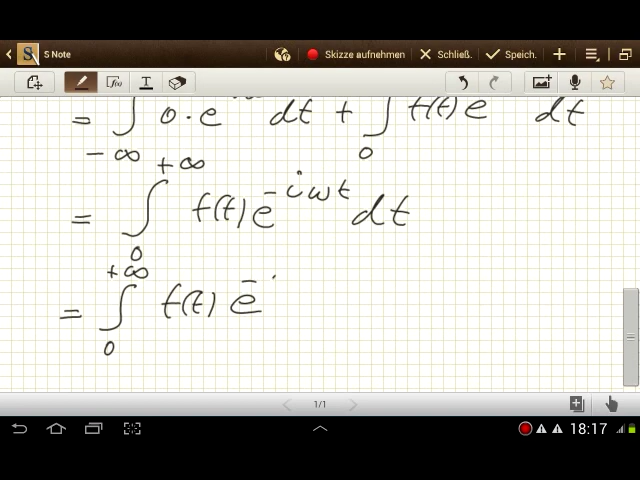 S Note
Skizze aufnehmen Schließ. Speich.
= ∫ 0 · e dt + ∫ f(t) e dt
−∞ 0
+∞
= ∫ f(t) e^{−iωt} dt
0
+∞
= ∫ f(t) e^{−
0
1/1
18:17